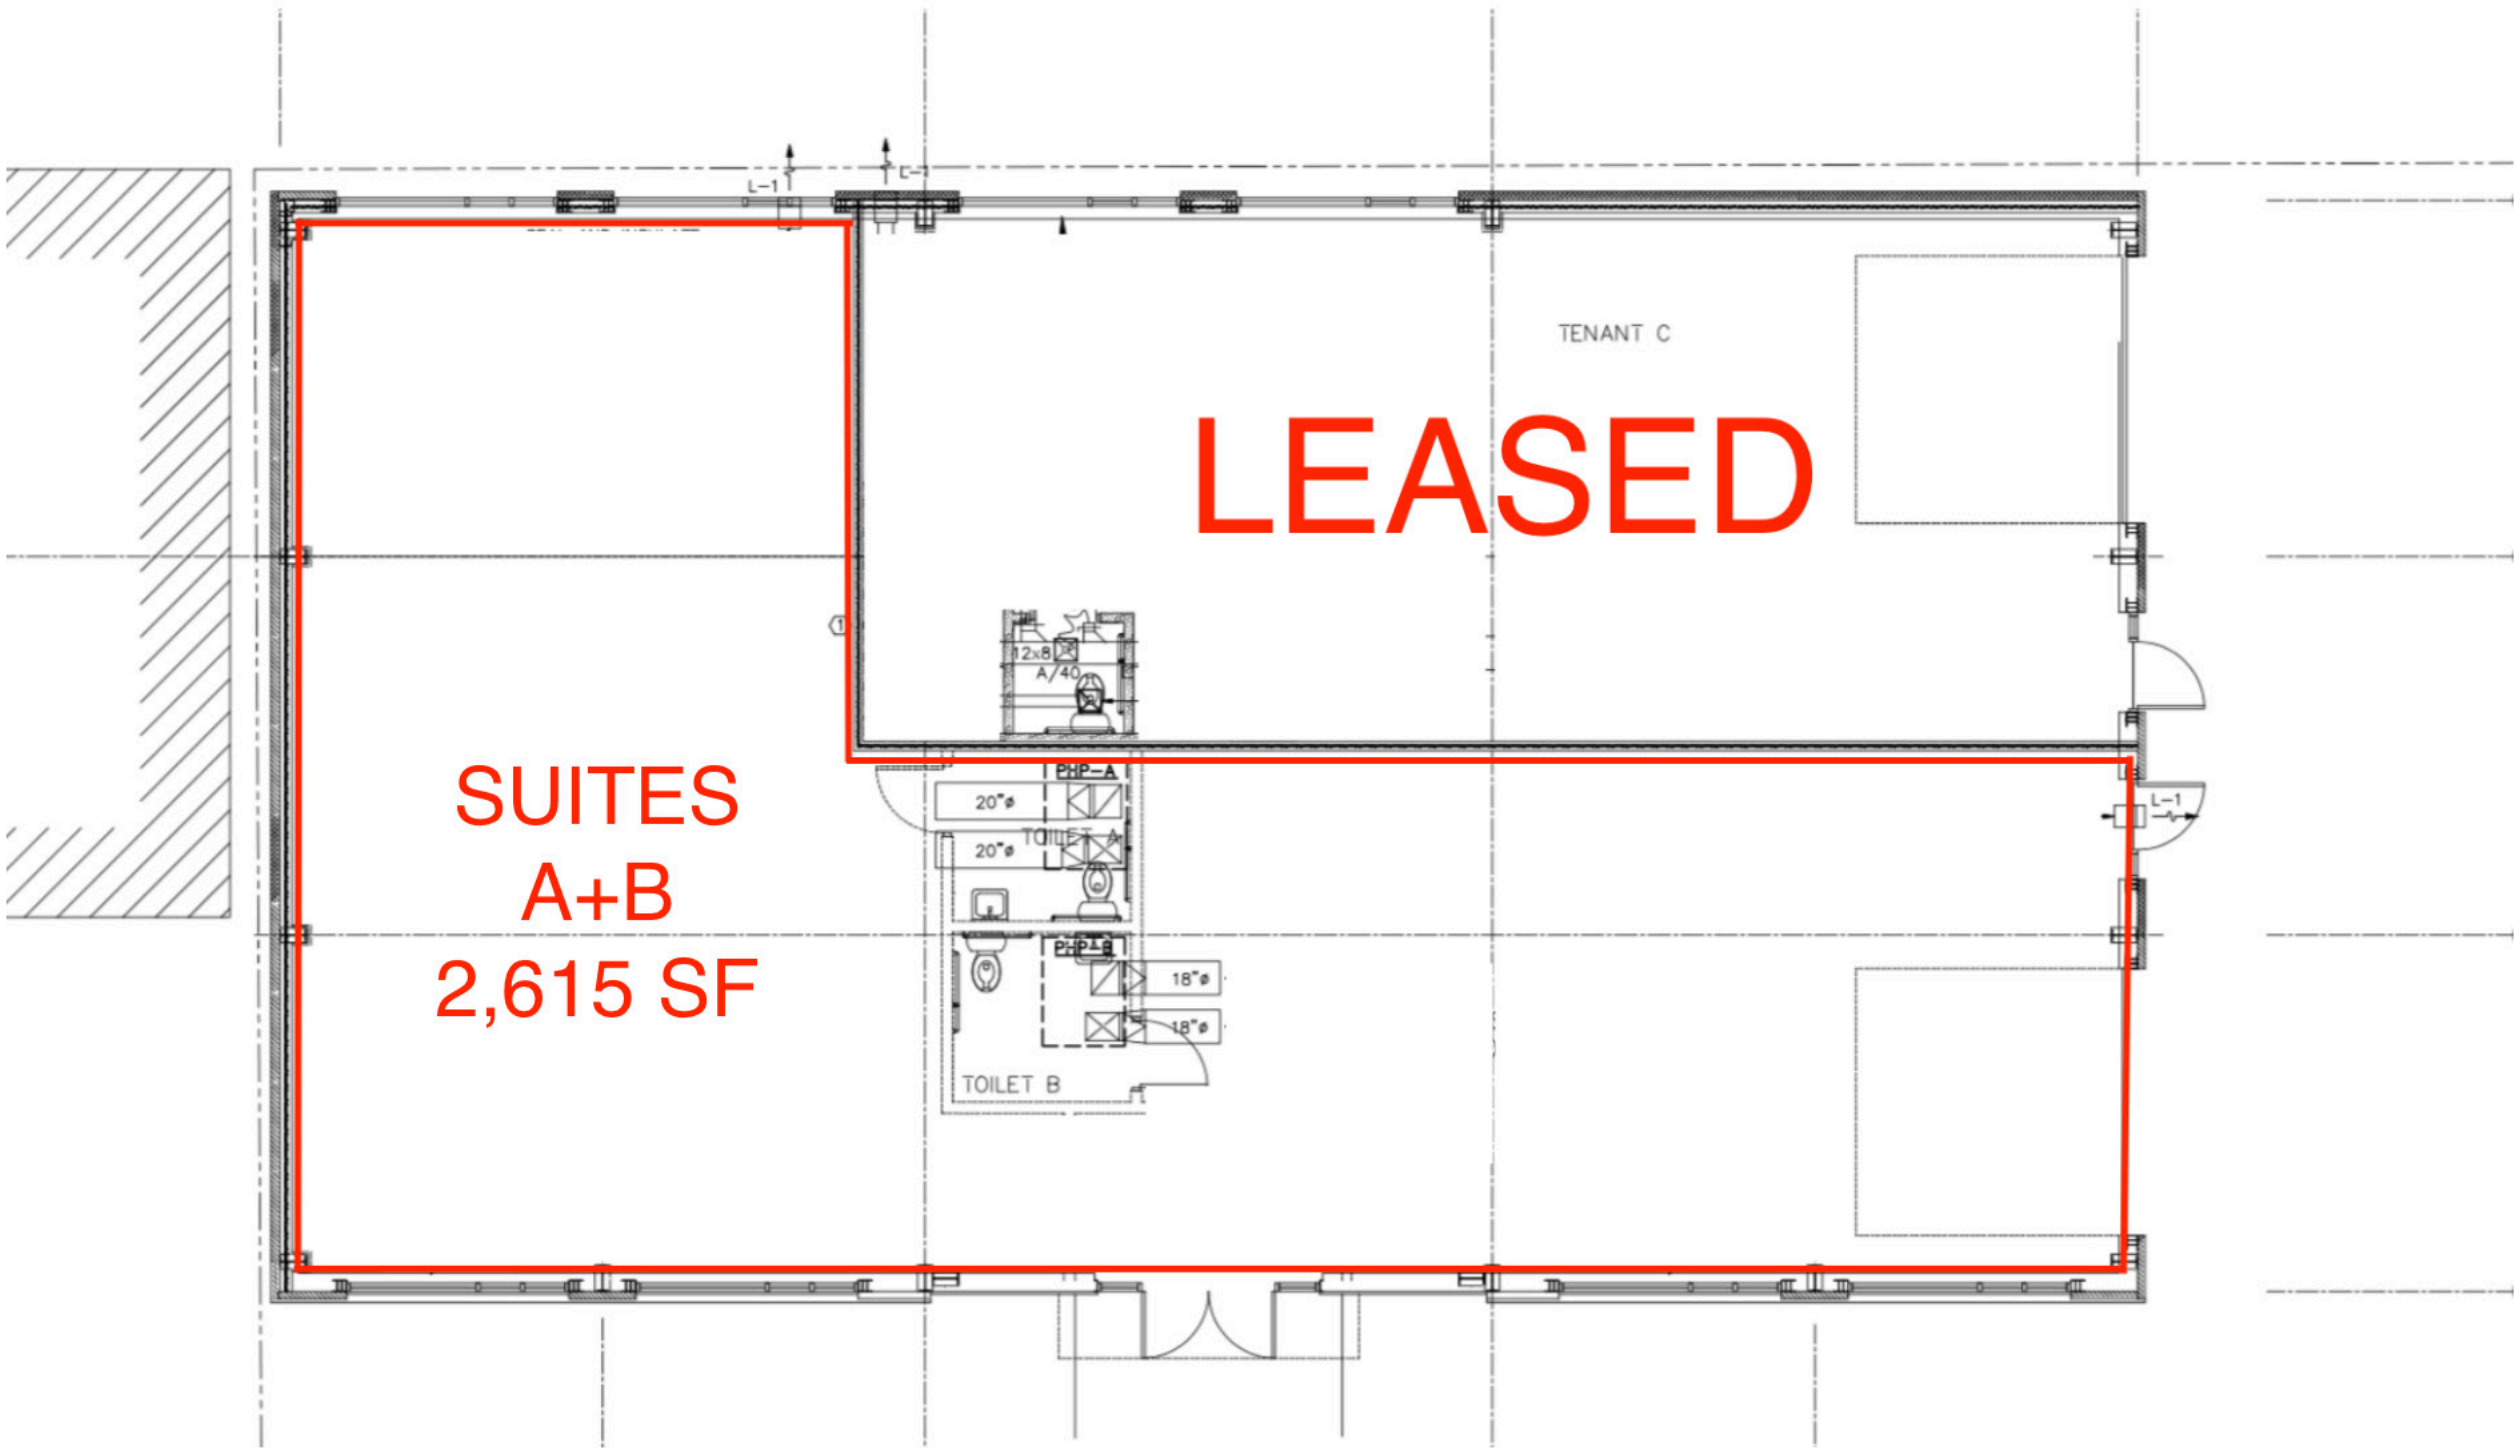 L-1
L-1
TENANT C
LEASED
1
12x8
A/40
SUITES
A+B
2,615 SF
PHP-A
20"ø
TOILET A
20"ø
L-1
PHP-B
18"ø
18"ø
TOILET B